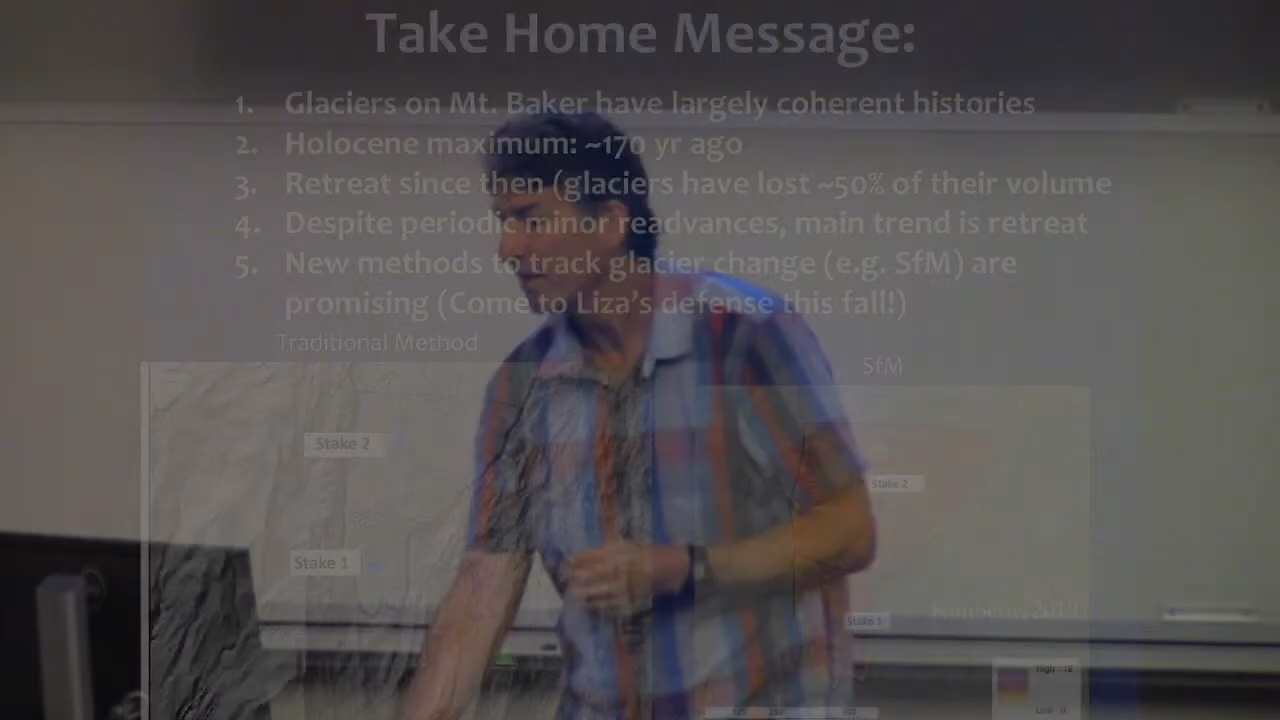 Take Home Message:
1. Glaciers on Mt. Baker have largely coherent histories
2. Holocene maximum: ~170 yr ago
3. Retreat since then (glaciers have lost ~50% of their volume
4. Despite periodic minor readvances, main trend is retreat
5. New methods to track glacier change (e.g. SfM) are
promising (Come to Liza's defense this fall!)
Traditional Method
SfM
Stake 2
Stake 2
Stake 1
Stake 1
High : 18
Low